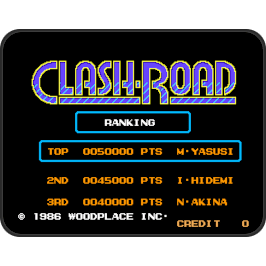 CLASH·ROAD
RANKING
TOP 0050000 PTS M·YASUSI
2ND 0045000 PTS I·HIDEMI
3RD 0040000 PTS N·AKINA
© 1986 WOODPLACE INC·
CREDIT 0